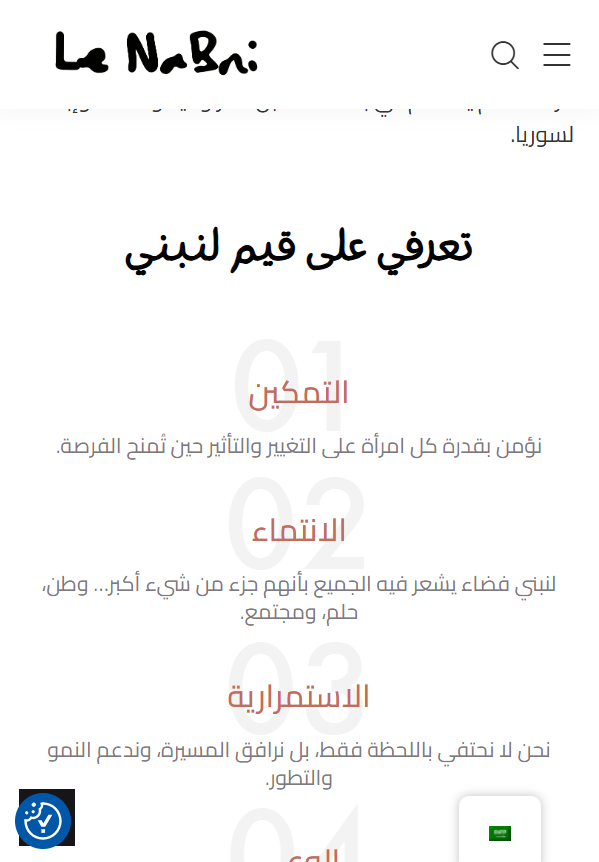 Le NaBni
لسوريا.
تعرفي على قيم لنبني
01
التمكين
نؤمن بقدرة كل امرأة على التغيير والتأثير حين تُمنح الفرصة.
02
الانتماء
لنبني فضاء يشعر فيه الجميع بأنهم جزء من شيء أكبر... وطن،
حلم، ومجتمع.
03
الاستمرارية
نحن لا نحتفي باللحظة فقط، بل نرافق المسيرة، وندعم النمو
والتطور.
04